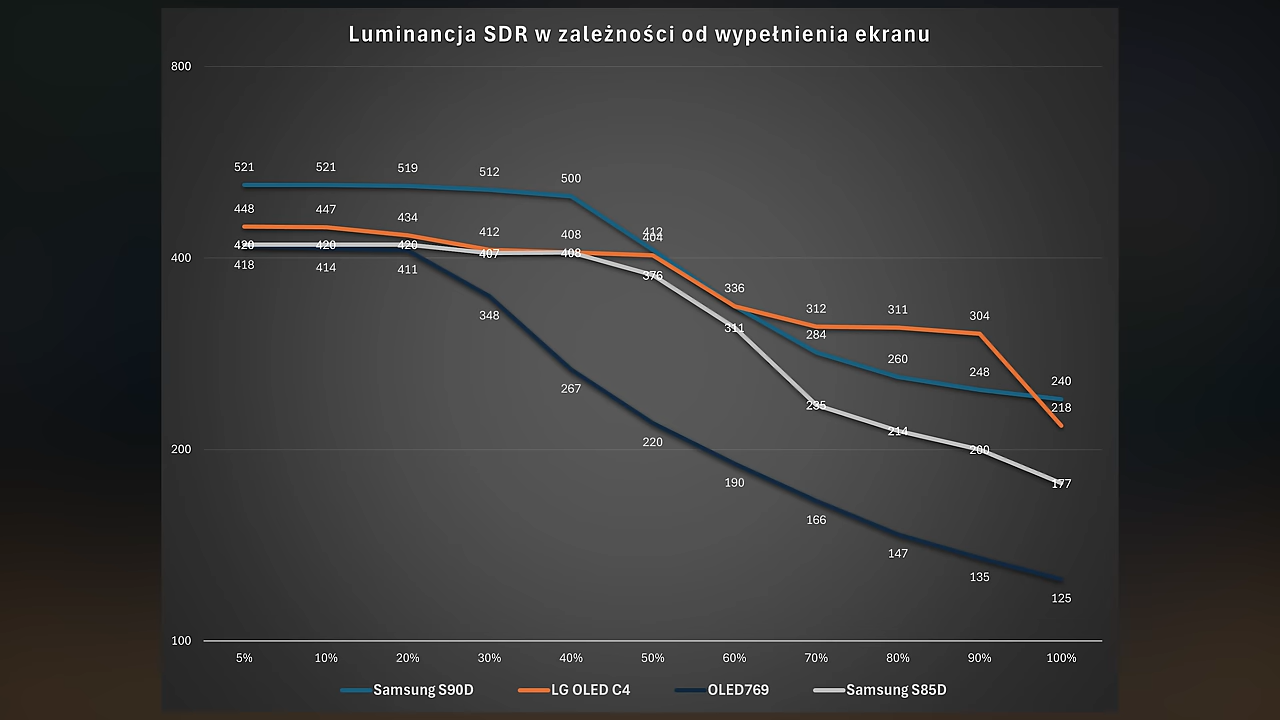 Luminancja SDR w zależności od wypełnienia ekranu
800
521 521 519 512 500
448 447 434 412 408 412 404
420 420 420 407 408
400
418 414 411 376
348 336 312 311 304
311 284
267 260 248 240
235 218
220 214
200 200
190 177
166
147
135
125
100
5% 10% 20% 30% 40% 50% 60% 70% 80% 90% 100%
Samsung S90D LG OLED C4 OLED769 Samsung S85D